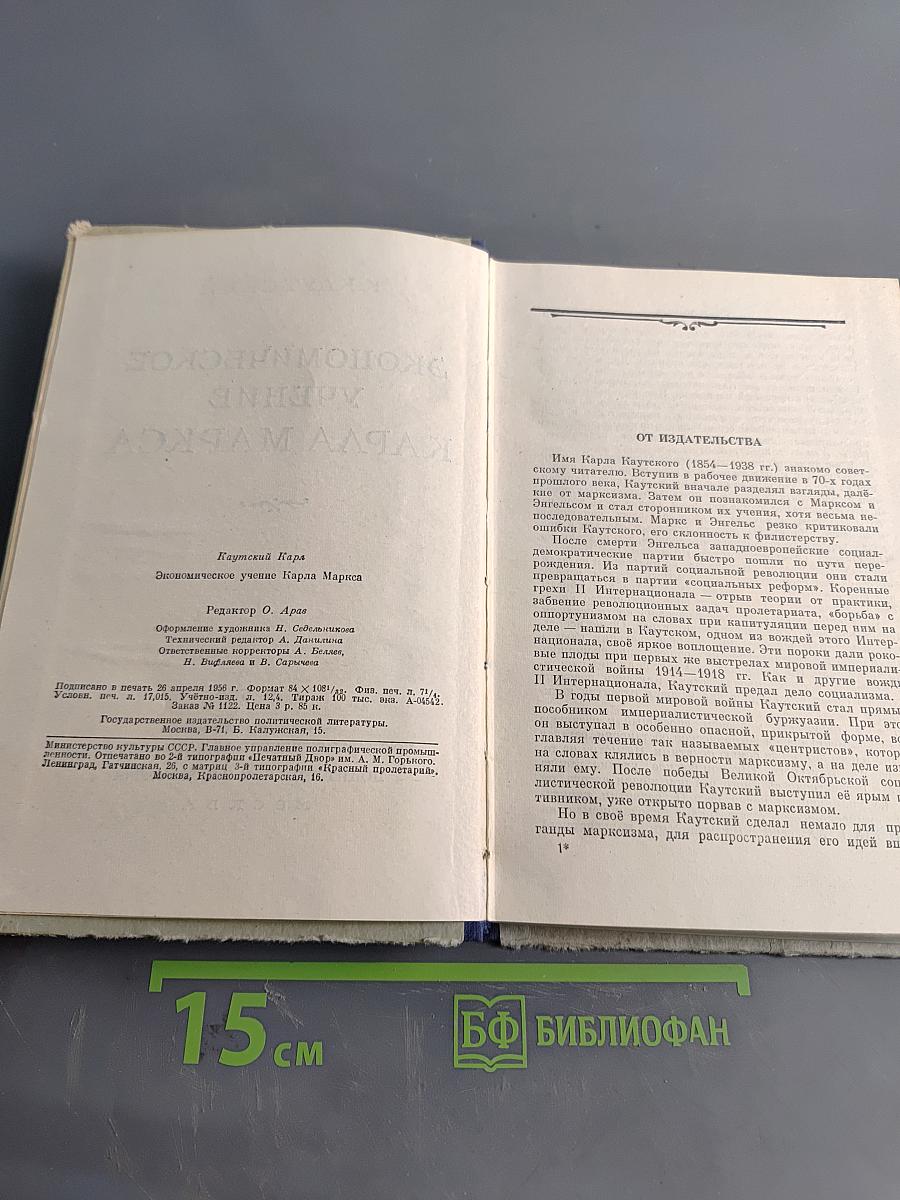 Каутский Карл
Экономическое учение Карла Маркса
Редактор О. Арав
Оформление художника Н. Седельникова
Технический редактор А. Данилина
Ответственные корректоры А. Беляев,
Н. Вифляева и В. Сарычева
Подписано в печать 26 апреля 1956 г. Формат 84 × 108¹/₃₂. Физ. печ. л.
Условн. печ. л. 17,015. Учётно-изд. л. 12,4. Тираж 100 тыс. экз. А-04542.
Заказ № 1122. Цена 3 р. 85 к.
Государственное издательство политической литературы.
Москва, В-71, Б. Калужская, 15.
Министерство культуры СССР. Главное управление полиграфической промыш-
ленности. Отпечатано во 2-й типографии «Печатный Двор» им. А. М. Горького.
Ленинград, Гатчинская, 26, с матриц 3-й типографии «Красный пролетарий»,
Москва, Краснопролетарская, 16.
ОТ ИЗДАТЕЛЬСТВА
Имя Карла Каутского (1854—1938 гг.) знакомо совет-
скому читателю. Вступив в рабочее движение в 70-х годах
прошлого века, Каутский вначале разделял взгляды, далё-
кие от марксизма. Затем он познакомился с Марксом и
Энгельсом и стал сторонником их учения, хотя весьма не-
последовательным. Маркс и Энгельс резко критиковали
ошибки Каутского, его склонность к филистерству.
После смерти Энгельса западноевропейские социал-
демократические партии быстро пошли по пути пере-
рождения. Из партий социальной революции они стали
превращаться в партии «социальных реформ». Коренные
грехи II Интернационала — отрыв теории от практики,
забвение революционных задач пролетариата, «борьба» с
оппортунизмом на словах при капитуляции перед ним на
деле — нашли в Каутском, одном из вождей этого Интер-
национала, своё яркое воплощение. Эти пороки дали роко-
вые плоды при первых же выстрелах мировой империали-
стической войны 1914—1918 гг. Как и другие вожд
II Интернационала, Каутский предал дело социализма.
В годы первой мировой войны Каутский стал прямы
пособником империалистической буржуазии. При это
он выступал в особенно опасной, прикрытой форме, во
главляя течение так называемых «центристов», котор
на словах клялись в верности марксизму, а на деле из
няли ему. После победы Великой Октябрьской соц
листической революции Каутский выступил её ярым п
тивником, уже открыто порвав с марксизмом.
Но в своё время Каутский сделал немало для пр
ганды марксизма, для распространения его идей вп
1*
15 см
БФ БИБЛИОФАН